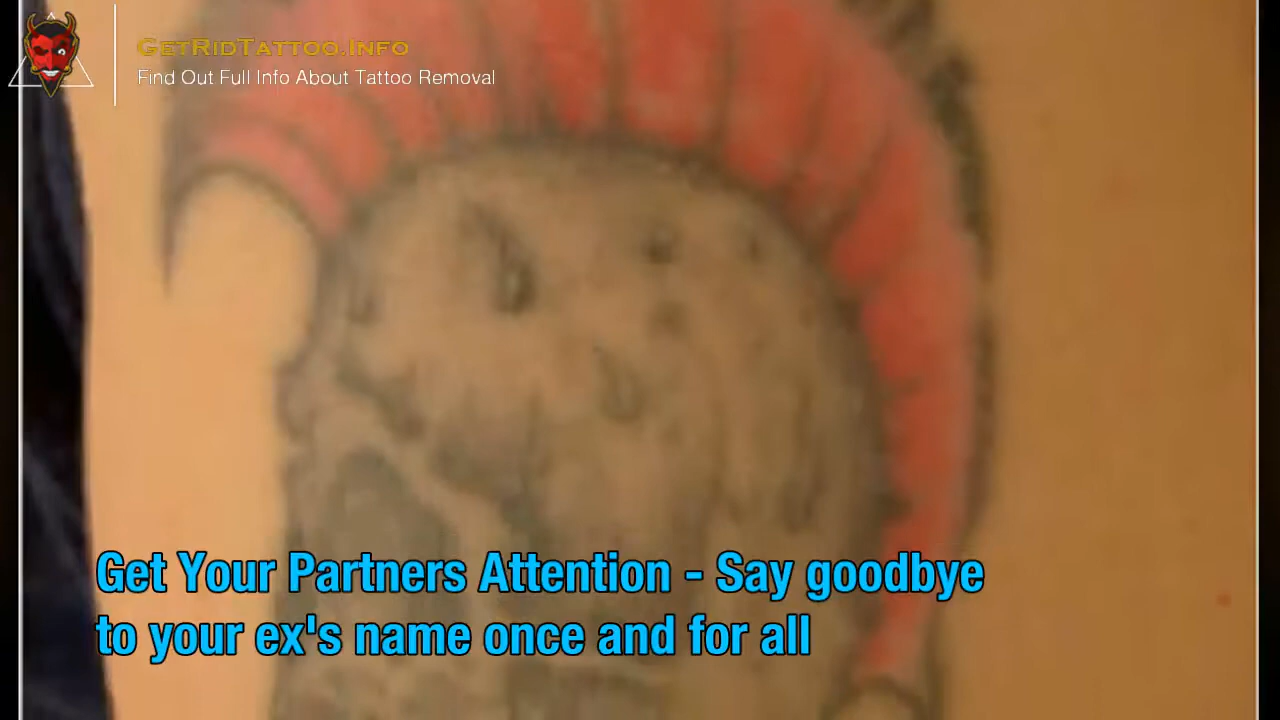 GetRidTattoo.Info
Find Out Full Info About Tattoo Removal
Get Your Partners Attention - Say goodbye
to your ex's name once and for all